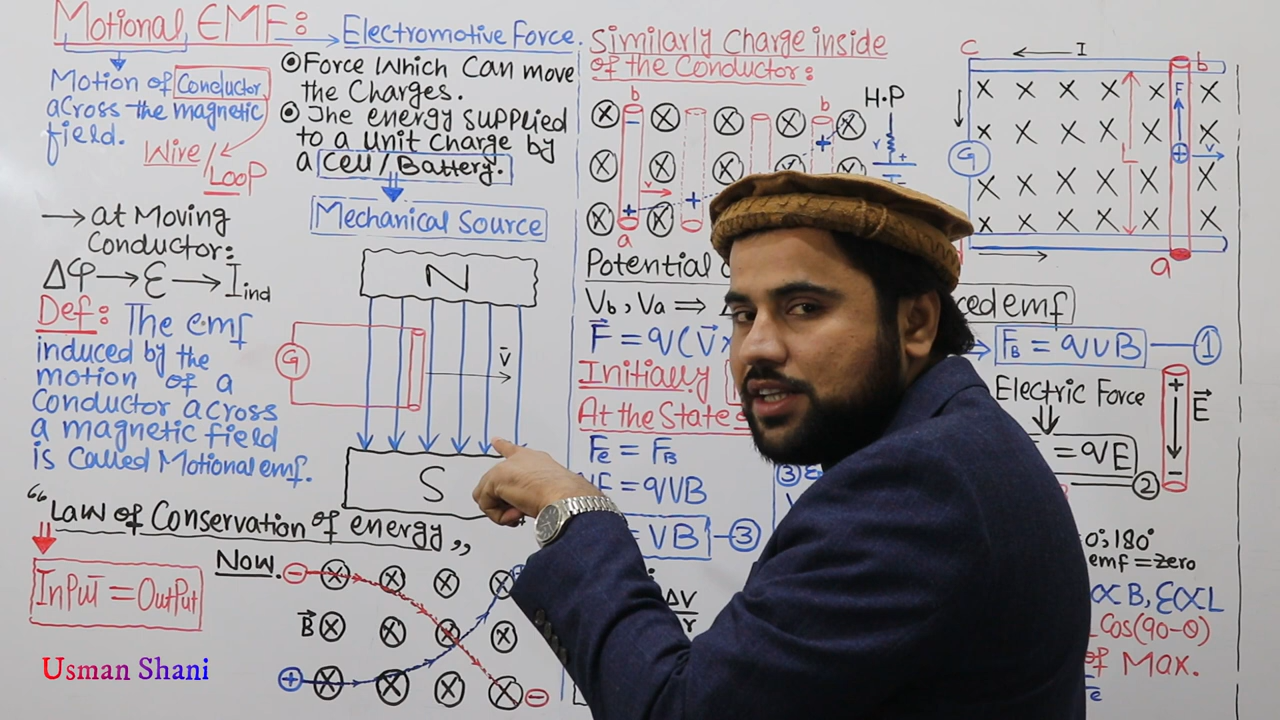 Motional EMF:
Electromotive Force.
Motion of Conductor
across the magnetic
field.
Wire/
Loop
⊙ Force Which Can move
the Charges.
⊙ The energy supplied
to a unit charge by
a Cell/Battery.
Mechanical Source
→ at Moving
Conductor:
Δφ → ε → Iind
Def: The emf
induced by the
motion of a
Conductor across
a magnetic field
is Called Motional emf.
N
G
v̄
S
"Law of Conservation of energy„
InPut = OutPut
Now.
B⃗
Usman Shani
Similarly Charge inside
of the Conductor:
b
b
H.P
v
v
a
Potential
Vb, Va ⇒
ced emf
F⃗ = q(v⃗×
FB = qvB ①
Initially
At the State
Fe = FB
qvB
vB ③
③
ΔV
Electric Force
= qE ②
E⃗
0°, 180°
emf = zero
∝B, ε∝L
Cos(90-θ)
of Max.
C
I
b
F
G
L
v
a